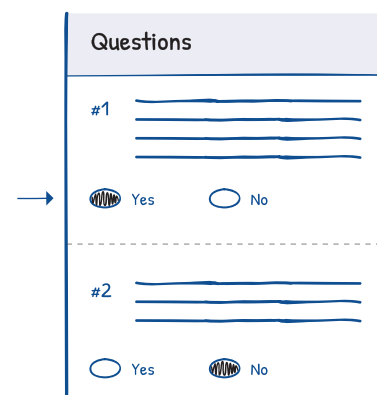 Questions
#1
Yes No
#2
Yes No